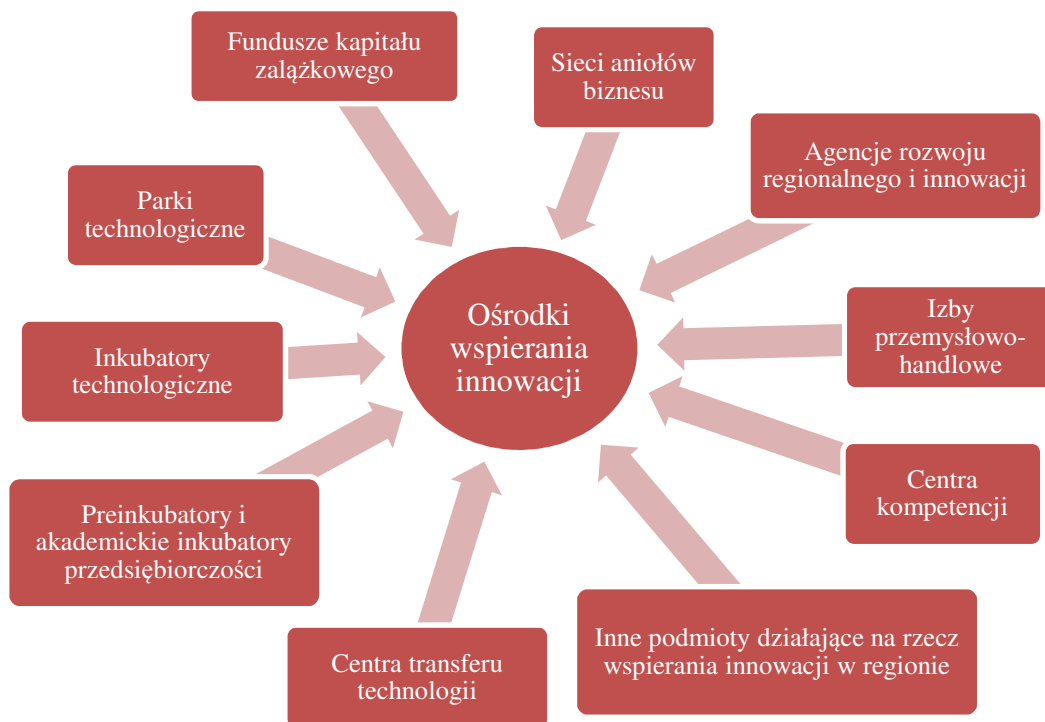 Fundusze kapitału
zalążkowego
Sieci aniołów
biznesu
Agencje rozwoju
regionalnego i innowacji
Parki
technologiczne
Ośrodki
wspierania
innowacji
Izby
przemysłowo-
handlowe
Inkubatory
technologiczne
Centra
kompetencji
Preinkubatory i
akademickie inkubatory
przedsiębiorczości
Inne podmioty działające na rzecz
wspierania innowacji w regionie
Centra transferu
technologii